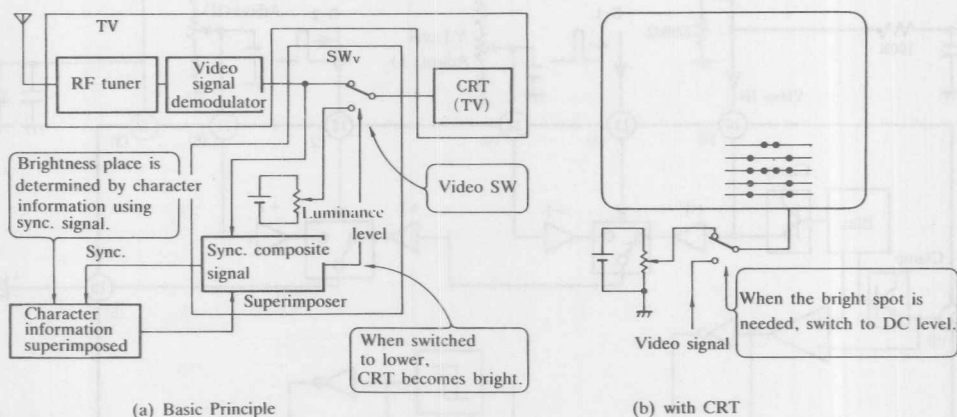 TV
RF tuner
Video
signal
demodulator
SWv
CRT
(TV)
Brightness place is
determined by character
information using
sync. signal.
Video SW
Luminance
level
Sync.
Sync. composite
signal
Superimposer
Character
information
superimposed
When switched
to lower,
CRT becomes bright.
(a) Basic Principle
When the bright spot is
needed, switch to DC level.
Video signal
(b) with CRT